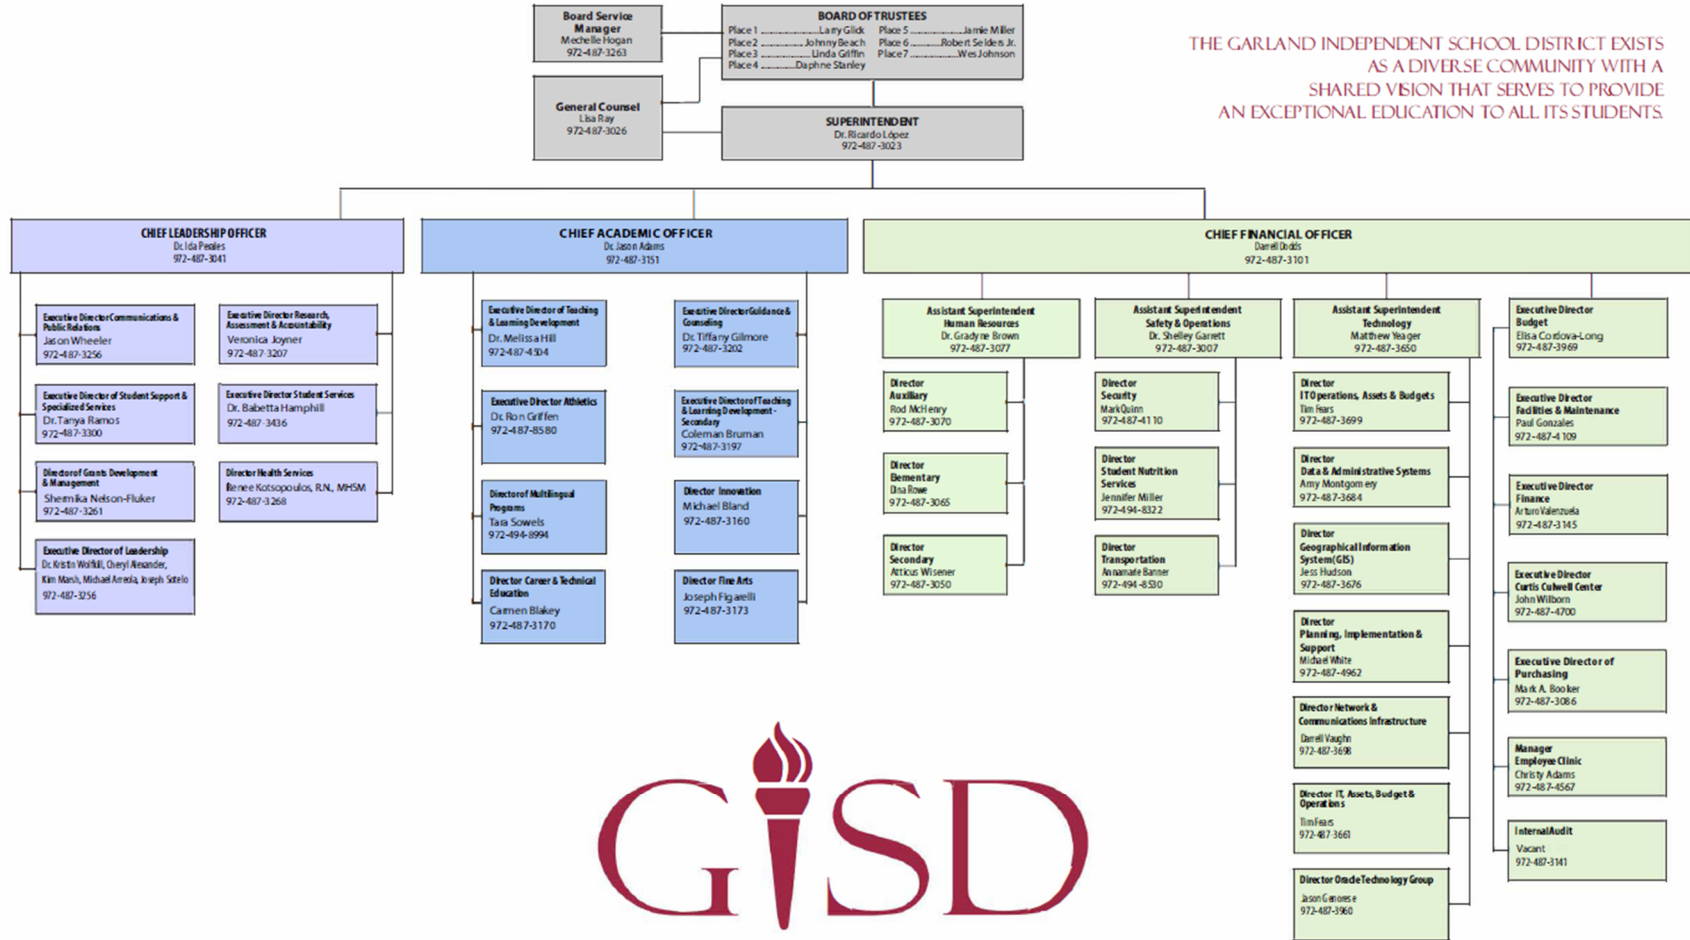 Board Service
Manager
Mechelle Hogan
972-487-3263
BOARD OF TRUSTEES
Place 1 ............Larry Glick
Place 2 ............Johnny Beach
Place 3 ............Linda Griffin
Place 4 ............Daphne Stanley
Place 5 ............Jamie Miller
Place 6 ............Robert Selders Jr.
Place 7 ............Wes Johnson
THE GARLAND INDEPENDENT SCHOOL DISTRICT EXISTS
AS A DIVERSE COMMUNITY WITH A
SHARED VISION THAT SERVES TO PROVIDE
AN EXCEPTIONAL EDUCATION TO ALL ITS STUDENTS.
General Counsel
Lisa Ray
972-487-3026
SUPERINTENDENT
Dr. Ricardo López
972-487-3023
CHIEF LEADERSHIP OFFICER
Dr. Ida Perales
972-487-3041
Executive Director Communications &
Public Relations
Jason Wheeler
972-487-3256
Executive Director of Student Support &
Specialized Services
Dr. Tanya Ramos
972-487-3300
Director of Grants Development
& Management
Shermika Nelson-Fluker
972-487-3261
Executive Director of Leadership
Dr. Kristin Wolfkill, Cheryl Alexander,
Kim Marsh, Michael Arreola, Joseph Sotelo
972-487-3256
Executive Director Research,
Assessment & Accountability
Veronica Joyner
972-487-3207
Executive Director Student Services
Dr. Babetta Hamphill
972-487-3436
Director Health Services
Renee Kotsopoulos, R.N., MHSM
972-487-3268
CHIEF ACADEMIC OFFICER
Dr. Jason Adams
972-487-3151
Executive Director of Teaching
& Learning Development
Dr. Melissa Hill
972-487-4504
Executive Director Athletics
Dr. Ron Griffen
972-487-8580
Director of Multilingual
Programs
Tara Sowels
972-494-8994
Director Career & Technical
Education
Carmen Blakey
972-487-3170
Executive Director Guidance &
Counseling
Dr. Tiffany Gilmore
972-487-3202
Executive Director of Teaching
& Learning Development -
Secondary
Coleman Bruman
972-487-3197
Director Innovation
Michael Bland
972-487-3160
Director Fine Arts
Joseph Figarelli
972-487-3173
CHIEF FINANCIAL OFFICER
Darrell Dodds
972-487-3101
Assistant Superintendent
Human Resources
Dr. Gradyne Brown
972-487-3077
Director
Auxiliary
Rod McHenry
972-487-3070
Director
Elementary
Dina Rowe
972-487-3065
Director
Secondary
Atticus Wisener
972-487-3050
Assistant Superintendent
Safety & Operations
Dr. Shelley Garrett
972-487-3007
Director
Security
Mark Quinn
972-487-4110
Director
Student Nutrition
Services
Jennifer Miller
972-494-8322
Director
Transportation
Annamarie Banner
972-494-8530
Assistant Superintendent
Technology
Matthew Yeager
972-487-3650
Director
IT Operations, Assets & Budgets
Tim Fears
972-487-3699
Director
Data & Administrative Systems
Amy Montgomery
972-487-3684
Director
Geographical Information
System(GIS)
Jess Hudson
972-487-3676
Director
Planning, Implementation &
Support
Michael White
972-487-4962
Director Network &
Communications Infrastructure
Darrell Vaughn
972-487-3698
Director IT, Assets, Budget &
Operations
Tim Fears
972-487-3661
Director Oracle Technology Group
Jason Genorese
972-487-3960
Executive Director
Budget
Elisa Cordova-Long
972-487-3969
Executive Director
Facilities & Maintenance
Paul Gonzales
972-487-4109
Executive Director
Finance
Arturo Valenzuela
972-487-3145
Executive Director
Curtis Culwell Center
John Wilborn
972-487-4700
Executive Director of
Purchasing
Mark A. Booker
972-487-3086
Manager
Employee Clinic
Christy Adams
972-487-4567
Internal Audit
Vacant
972-487-3141
GISD